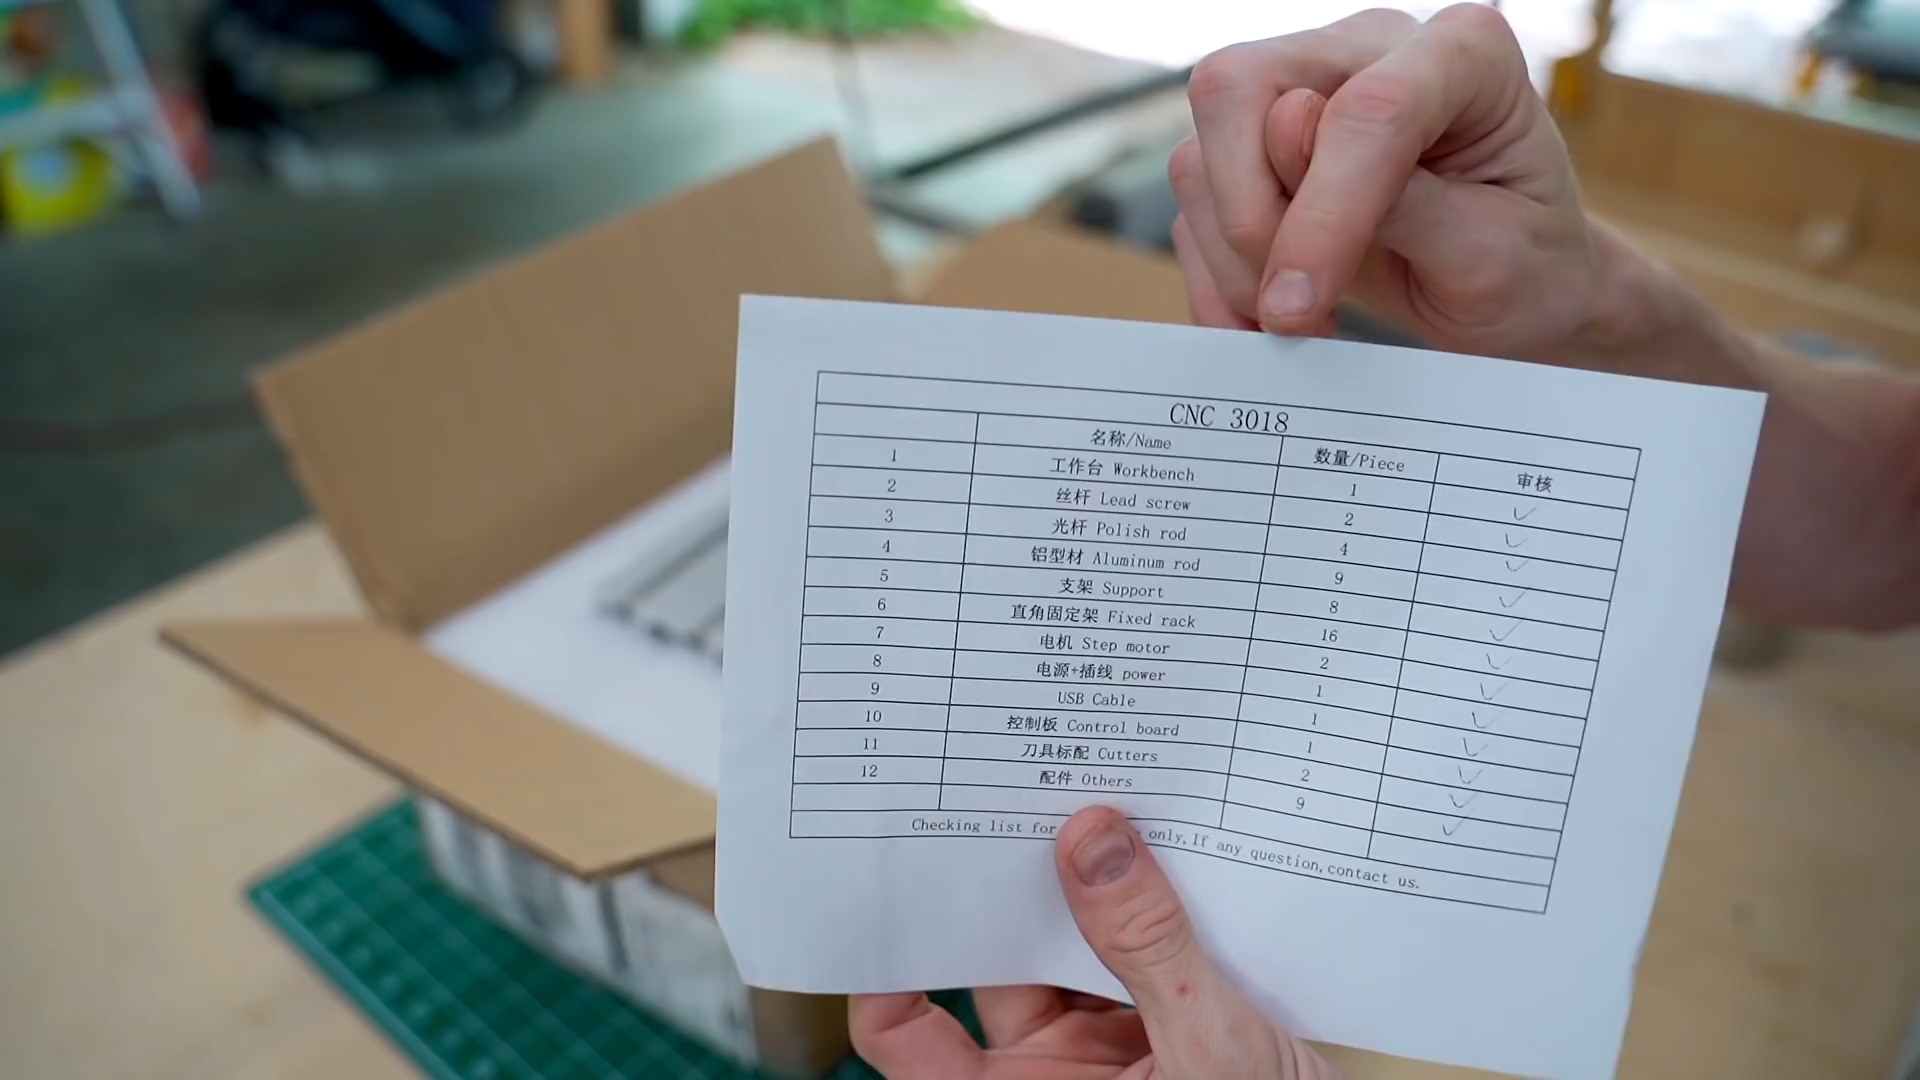 CNC 3018
名称/Name 数量/Piece 审核
1 工作台 Workbench 1 ✓
2 丝杆 Lead screw 2 ✓
3 光杆 Polish rod 4 ✓
4 铝型材 Aluminum rod 9 ✓
5 支架 Support 8 ✓
6 直角固定架 Fixed rack 16 ✓
7 电机 Step motor 2 ✓
8 电源+插线 power 1 ✓
9 USB Cable 1 ✓
10 控制板 Control board 1 ✓
11 刀具标配 Cutters 2 ✓
12 配件 Others 9 ✓
Checking list for only,If any question,contact us.